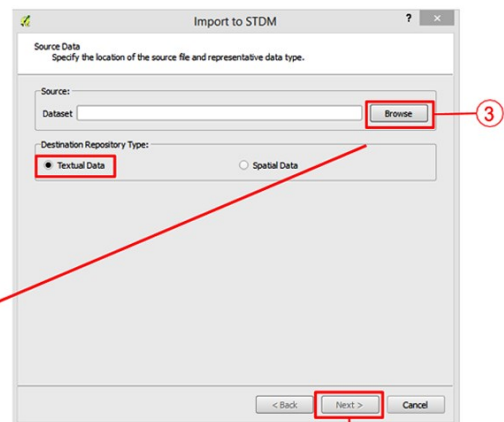 Import to STDM
?
×
Source Data
Specify the location of the source file and representative data type.
Source:
Dataset
Browse
3
Destination Repository Type:
Textual Data
Spatial Data
< Back
Next >
Cancel